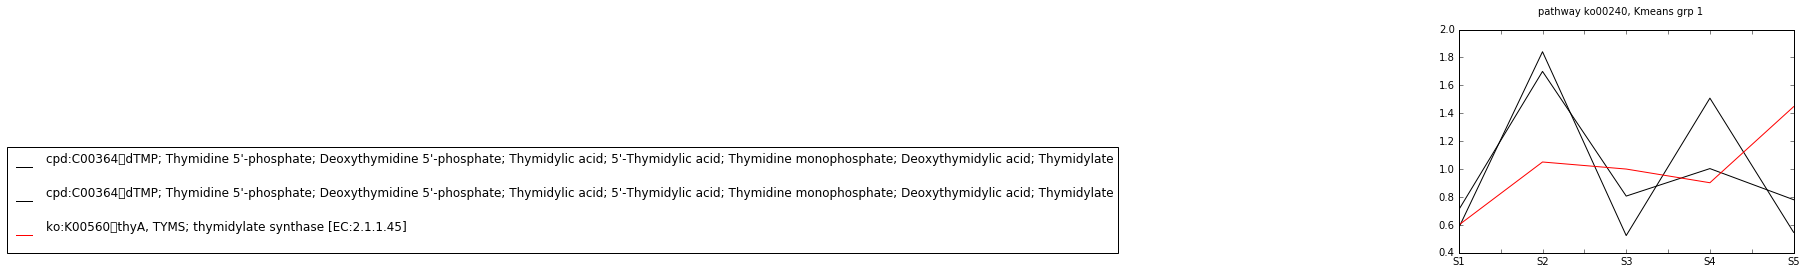 pathway ko00240, Kmeans grp 1
2.0
1.8
1.6
1.4
1.2
1.0
0.8
0.6
0.4
S1 S2 S3 S4 S5
cpd:C00364▯dTMP; Thymidine 5'-phosphate; Deoxythymidine 5'-phosphate; Thymidylic acid; 5'-Thymidylic acid; Thymidine monophosphate; Deoxythymidylic acid; Thymidylate
cpd:C00364▯dTMP; Thymidine 5'-phosphate; Deoxythymidine 5'-phosphate; Thymidylic acid; 5'-Thymidylic acid; Thymidine monophosphate; Deoxythymidylic acid; Thymidylate
ko:K00560▯thyA, TYMS; thymidylate synthase [EC:2.1.1.45]